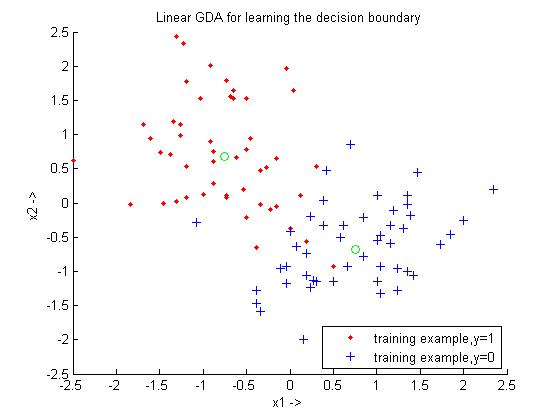 Linear GDA for learning the decision boundary
2.5
2
1.5
1
0.5
0
-0.5
-1
-1.5
-2
-2.5
x2 ->
training example,y=1
training example,y=0
-2.5 -2 -1.5 -1 -0.5 0 0.5 1 1.5 2 2.5
x1 ->